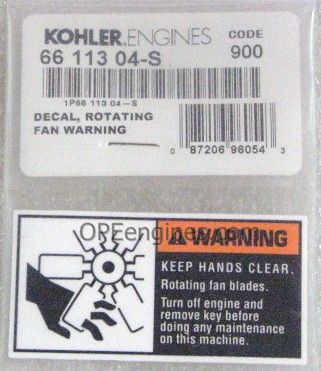 KOHLER.ENGINES
CODE
66 113 04-S
900
1P66 113 04-S
DECAL, ROTATING
FAN WARNING
0 87206 96054 3
OPEengines.com
WARNING
KEEP HANDS CLEAR.
Rotating fan blades.
Turn off engine and
remove key before
doing any maintenance
on this machine.